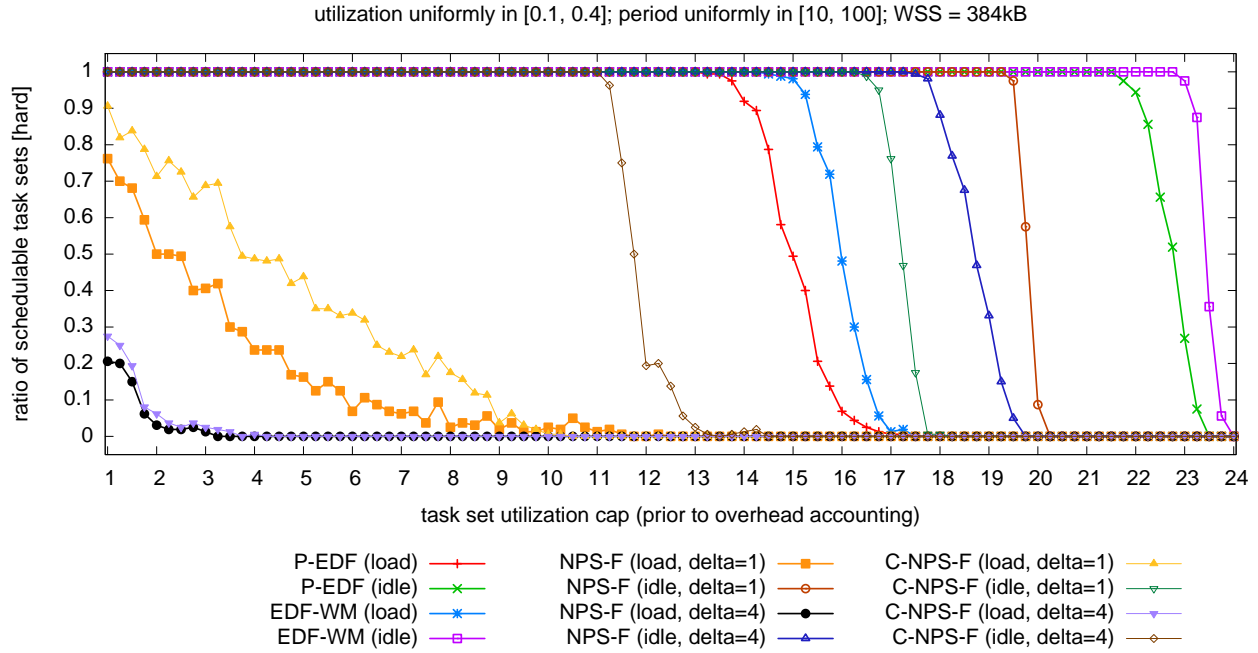 utilization uniformly in [0.1, 0.4]; period uniformly in [10, 100]; WSS = 384kB
1
0.9
0.8
0.7
0.6
0.5
0.4
0.3
0.2
0.1
0
ratio of schedulable task sets [hard]
1 2 3 4 5 6 7 8 9 10 11 12 13 14 15 16 17 18 19 20 21 22 23 24
task set utilization cap (prior to overhead accounting)
P-EDF (load) NPS-F (load, delta=1) C-NPS-F (load, delta=1)
P-EDF (idle) NPS-F (idle, delta=1) C-NPS-F (idle, delta=1)
EDF-WM (load) NPS-F (load, delta=4) C-NPS-F (load, delta=4)
EDF-WM (idle) NPS-F (idle, delta=4) C-NPS-F (idle, delta=4)